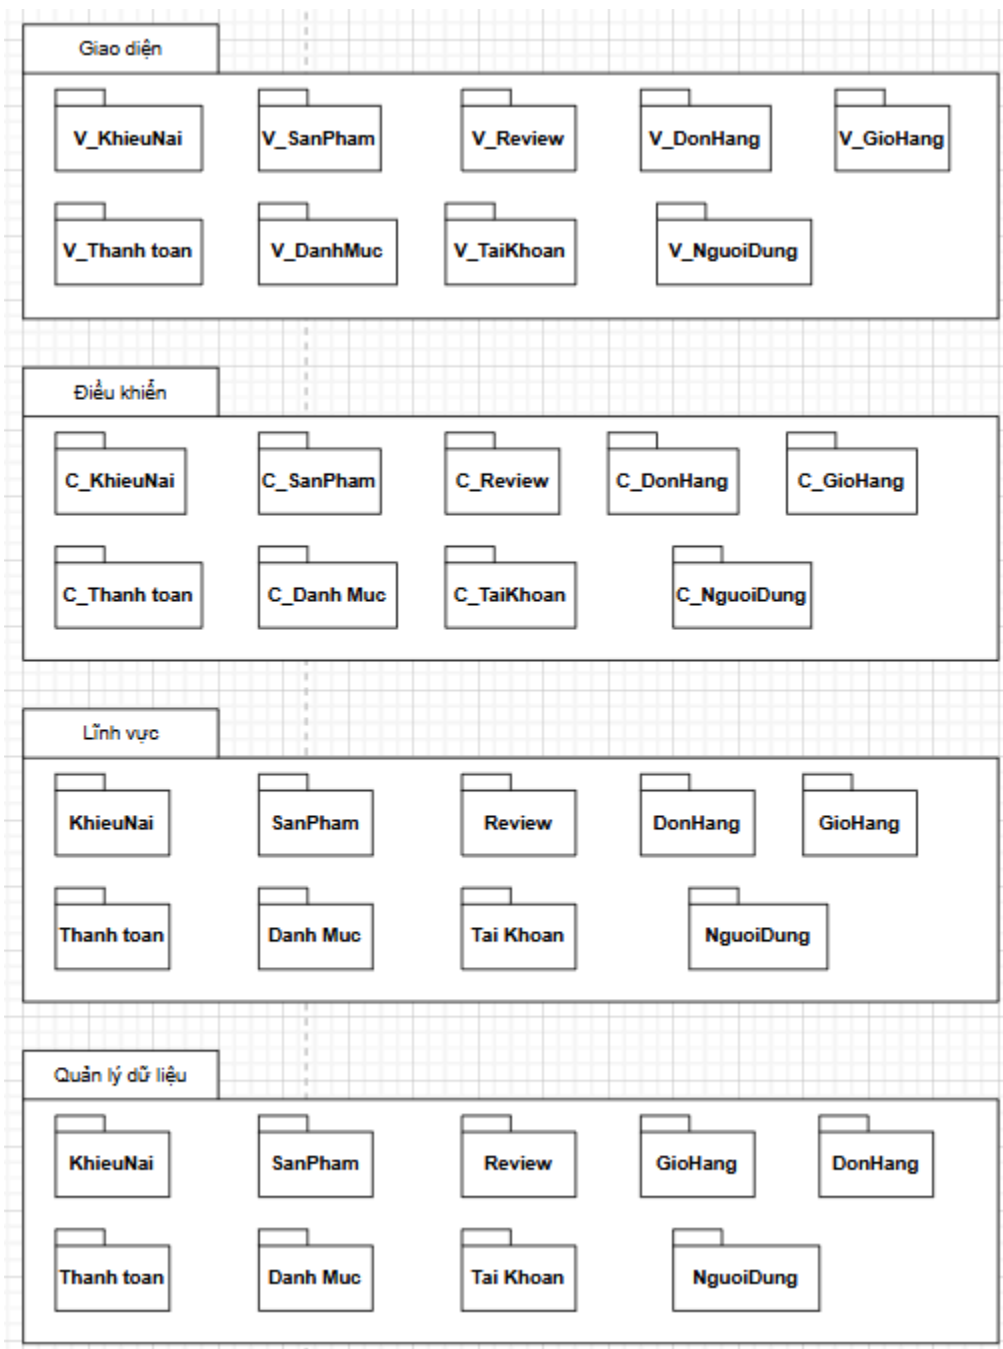 Giao diện
V_KhieuNai
V_SanPham
V_Review
V_DonHang
V_GioHang
V_Thanh toan
V_DanhMuc
V_TaiKhoan
V_NguoiDung
Điều khiển
C_KhieuNai
C_SanPham
C_Review
C_DonHang
C_GioHang
C_Thanh toan
C_Danh Muc
C_TaiKhoan
C_NguoiDung
Lĩnh vực
KhieuNai
SanPham
Review
DonHang
GioHang
Thanh toan
Danh Muc
Tai Khoan
NguoiDung
Quản lý dữ liệu
KhieuNai
SanPham
Review
GioHang
DonHang
Thanh toan
Danh Muc
Tai Khoan
NguoiDung